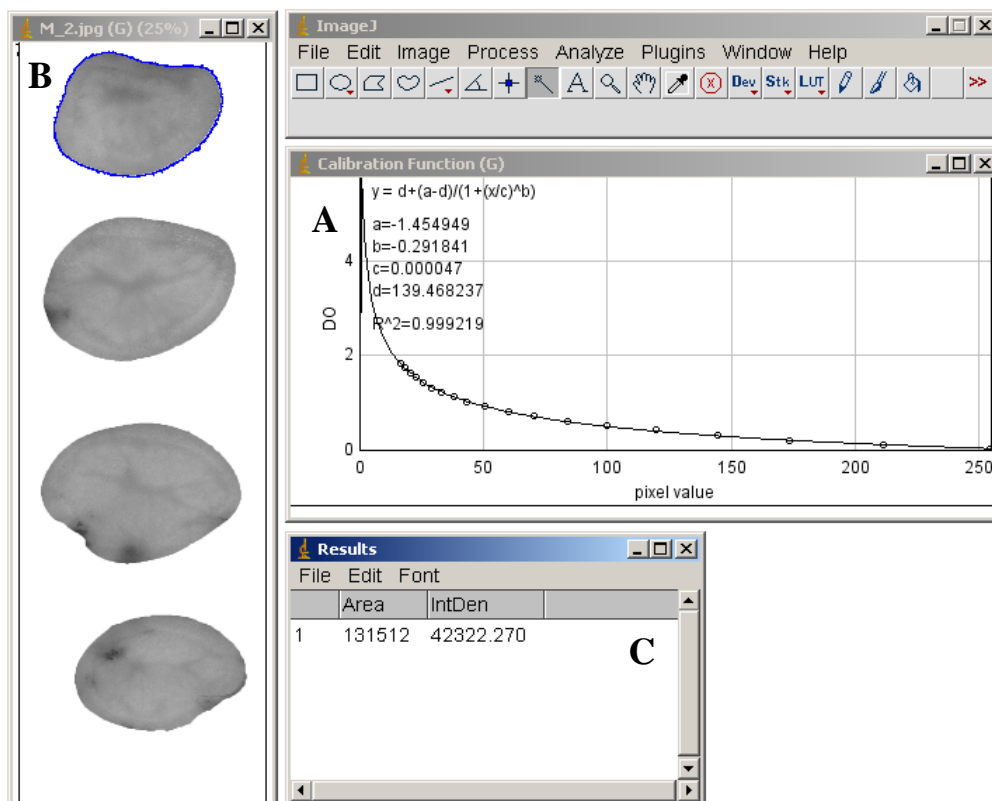 M_2.jpg (G) (25%)
B
ImageJ
File Edit Image Process Analyze Plugins Window Help
Dev Stk LUT >>
Calibration Function (G)
A
y = d+(a-d)/(1+(x/c)^b)
a=-1.454949
b=-0.291841
c=0.000047
d=139.468237
R^2=0.999219
4
2
0
DO
0 50 100 150 200 250
pixel value
Results
File Edit Font
Area IntDen
1 131512 42322.270
C